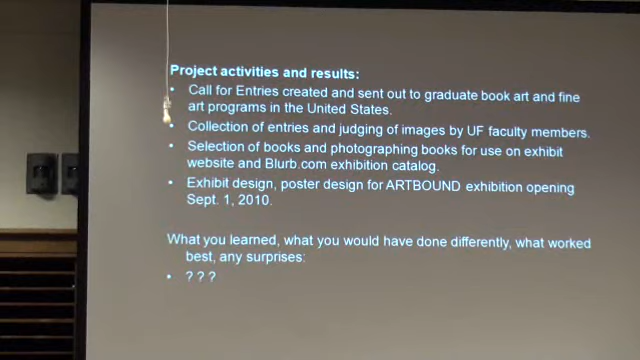 Project activities and results:
• Call for Entries created and sent out to graduate book art and fine
art programs in the United States.
• Collection of entries and judging of images by UF faculty members.
• Selection of books and photographing books for use on exhibit
website and Blurb.com exhibition catalog.
• Exhibit design, poster design for ARTBOUND exhibition opening
Sept. 1, 2010.
What you learned, what you would have done differently, what worked
best, any surprises:
• ? ? ?